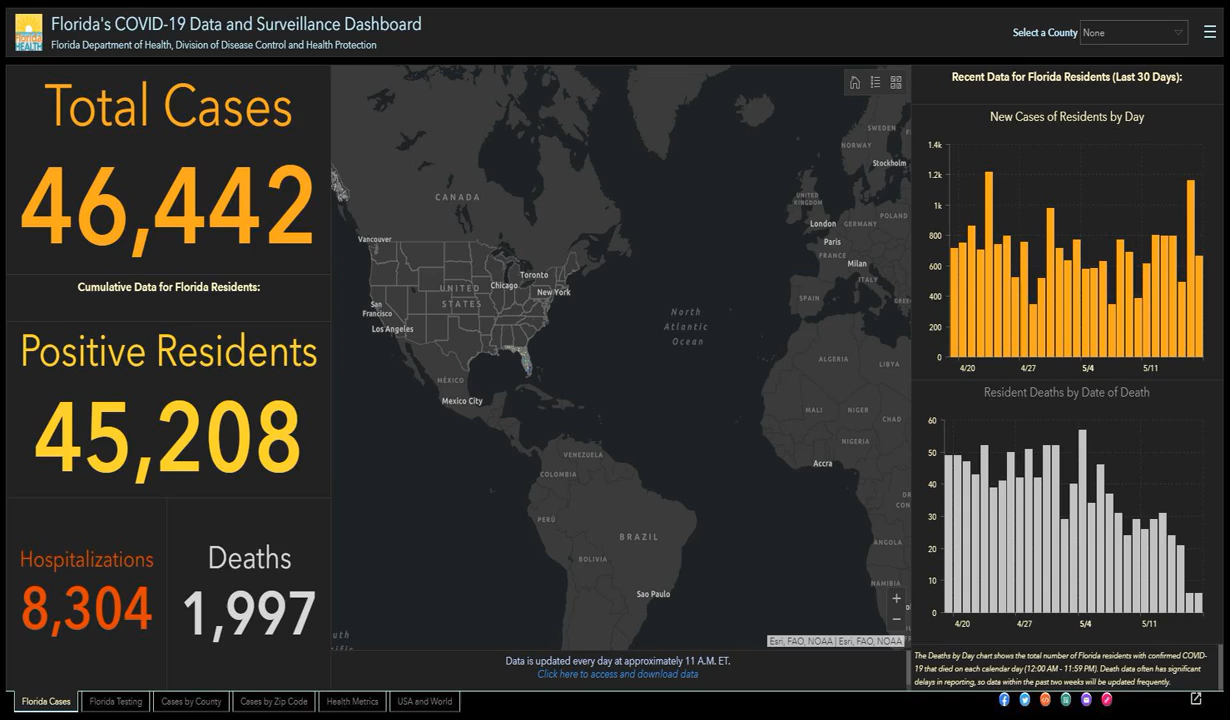 Florida HEALTH
Florida's COVID-19 Data and Surveillance Dashboard
Florida Department of Health, Division of Disease Control and Health Protection
Select a County
None
Total Cases
46,442
Cumulative Data for Florida Residents:
Positive Residents
45,208
Hospitalizations
8,304
Deaths
1,997
SWEDEN
NORWAY
Stockholm
CANADA
UNITED
KINGDOM
POLAND
London
GERMANY
Vancouver
Paris
FRANCE
Milan
Toronto
ITALY
Chicago
UNITED
STATES
New York
SPAIN
San
Francisco
Los Angeles
North
Atlantic
Ocean
ALGERIA
LIBYA
MÉXICO
Mexico City
MALI
NIGER
CHAD
NIGERIA
VENEZUELA
Accra
COLOMBIA
PERÚ
BRAZIL
ANGOLA
BOLIVIA
NAMIBIA
Sao Paulo
+
−
Esri, FAO, NOAA | Esri, FAO, NOAA
Data is updated every day at approximately 11 A.M. ET.
Click here to access and download data
Recent Data for Florida Residents (Last 30 Days):
New Cases of Residents by Day
1.4k
1.2k
1k
800
600
400
200
0
4/20
4/27
5/4
5/11
Resident Deaths by Date of Death
60
50
40
30
20
10
0
4/20
4/27
5/4
5/11
The Deaths by Day chart shows the total number of Florida residents with confirmed COVID-
19 that died on each calendar day (12:00 AM - 11:59 PM). Death data often has significant
delays in reporting, so data within the past two weeks will be updated frequently.
Florida Cases
Florida Testing
Cases by County
Cases by Zip Code
Health Metrics
USA and World